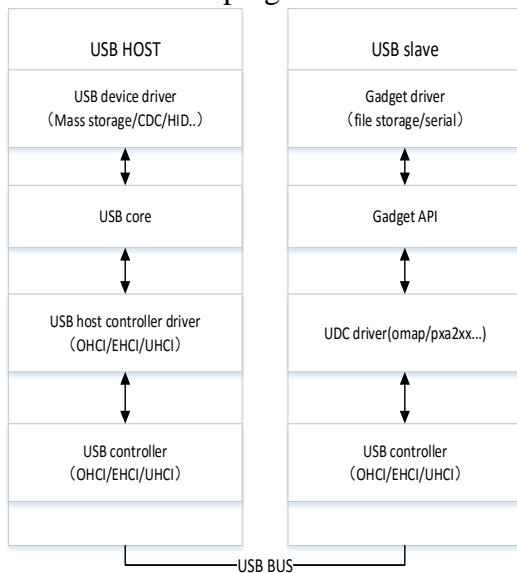 USB HOST
USB device driver
（Mass storage/CDC/HID..）
USB core
USB host controller driver
（OHCI/EHCI/UHCI）
USB controller
（OHCI/EHCI/UHCI）
USB slave
Gadget driver
（file storage/serial）
Gadget API
UDC driver(omap/pxa2xx...)
USB controller
（OHCI/EHCI/UHCI）
USB BUS